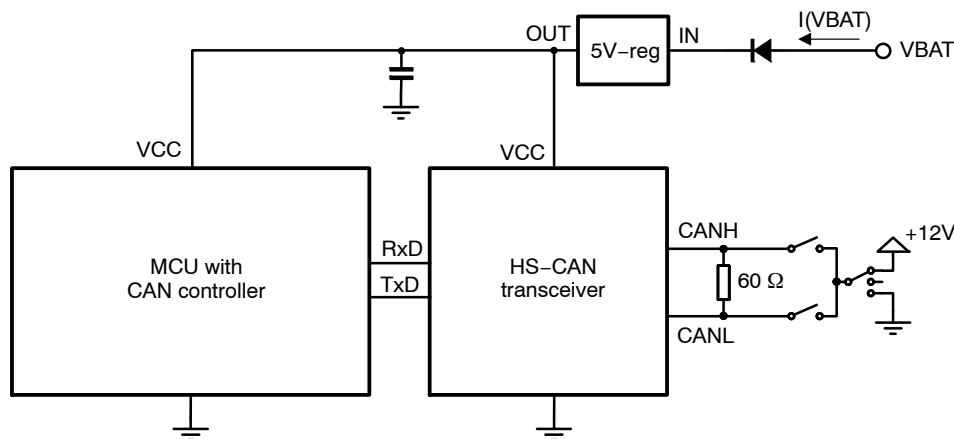 I(VBAT)
OUT
5V−reg
IN
VBAT
VCC
VCC
CANH
+12V
RxD
MCU with
CAN controller
HS−CAN
transceiver
60 Ω
TxD
CANL